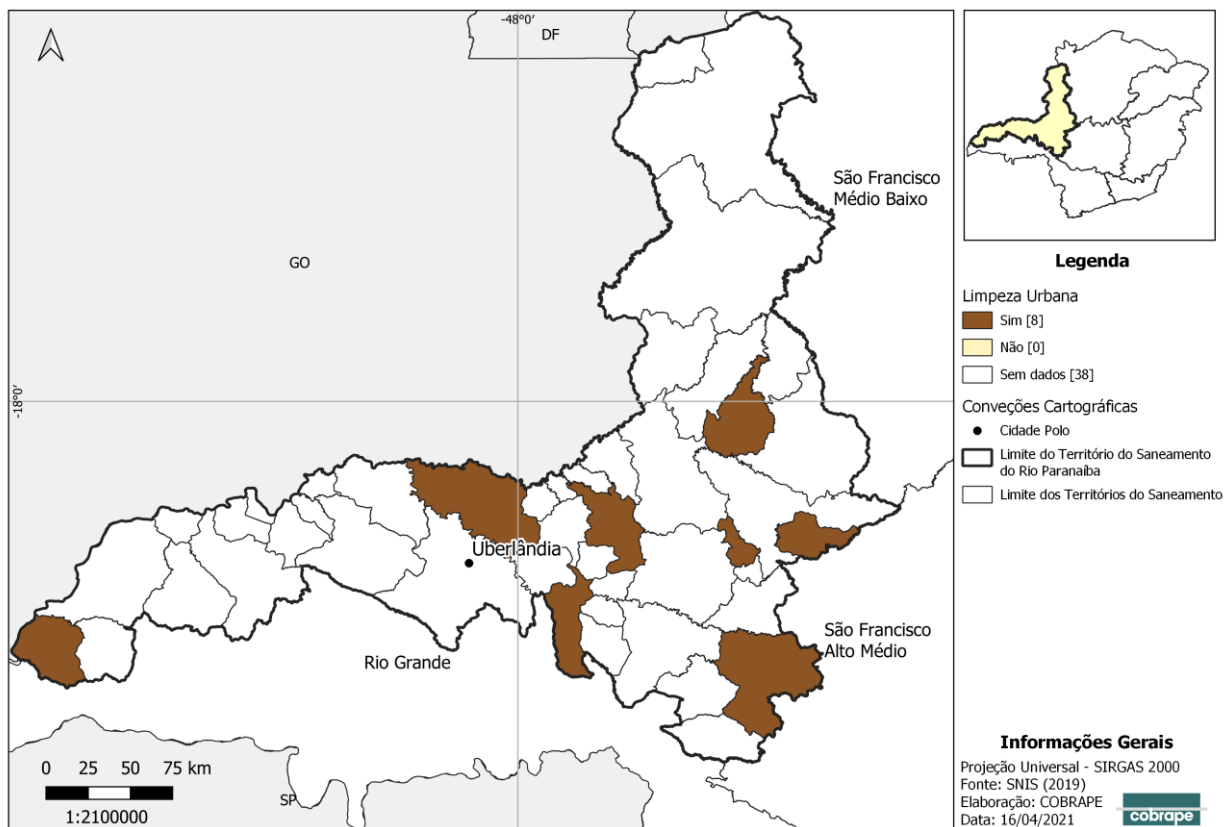 -48°0'
DF
São Francisco
Médio Baixo
GO
-18°0'
Uberlândia
São Francisco
Alto Médio
Rio Grande
SP
0 25 50 75 km
1:2100000
Legenda
Limpeza Urbana
Sim [8]
Não [0]
Sem dados [38]
Conveções Cartográficas
Cidade Polo
Limite do Território do Saneamento
do Rio Paranaíba
Limite dos Territórios do Saneamento
Informações Gerais
Projeção Universal - SIRGAS 2000
Fonte: SNIS (2019)
Elaboração: COBRAPE
Data: 16/04/2021
cobrape